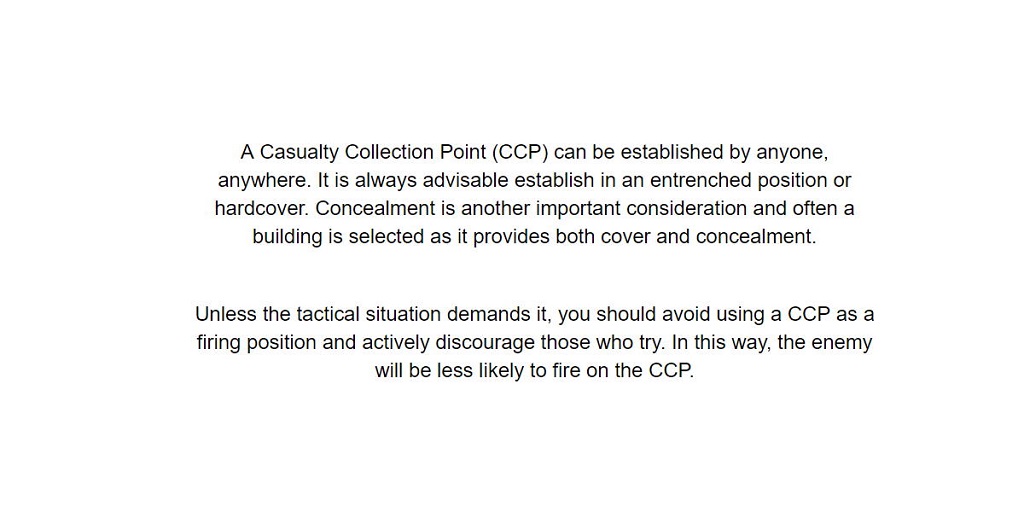 A Casualty Collection Point (CCP) can be established by anyone,
anywhere. It is always advisable establish in an entrenched position or
hardcover. Concealment is another important consideration and often a
building is selected as it provides both cover and concealment.
Unless the tactical situation demands it, you should avoid using a CCP as a
firing position and actively discourage those who try. In this way, the enemy
will be less likely to fire on the CCP.